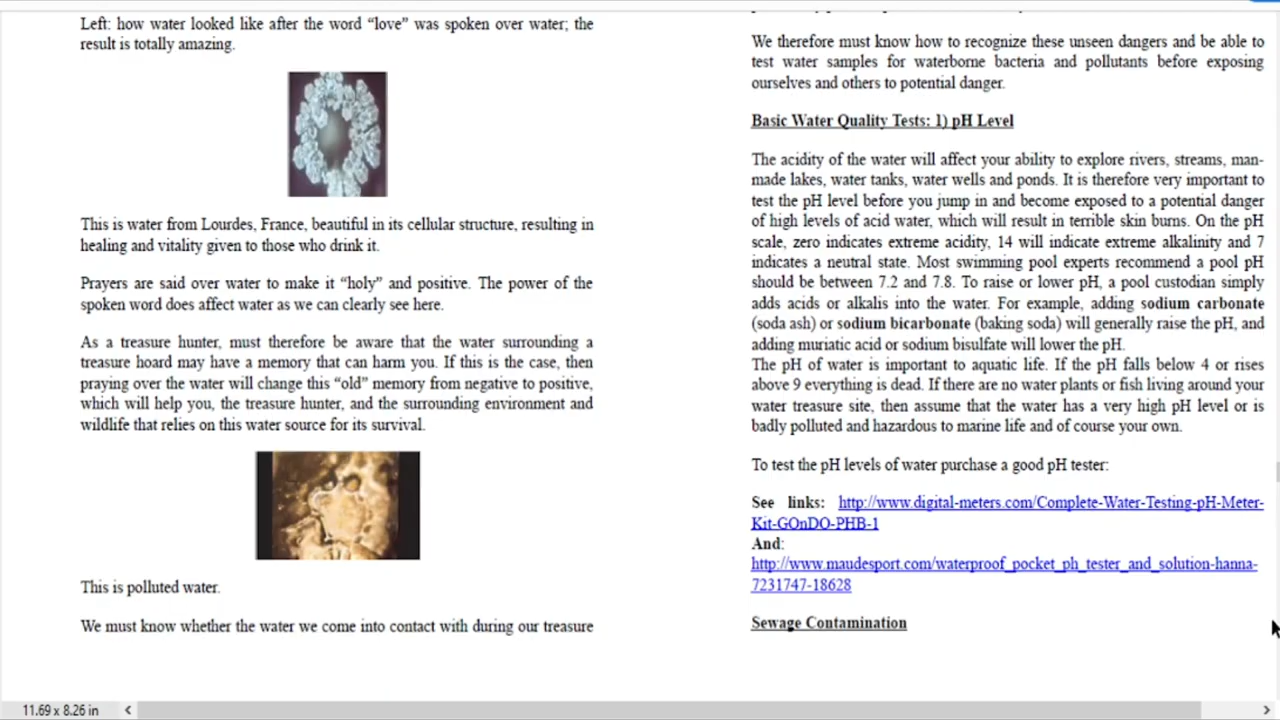 Left: how water looked like after the word “love” was spoken over water; the
result is totally amazing.
This is water from Lourdes, France, beautiful in its cellular structure, resulting in
healing and vitality given to those who drink it.
Prayers are said over water to make it “holy” and positive. The power of the
spoken word does affect water as we can clearly see here.
As a treasure hunter, must therefore be aware that the water surrounding a
treasure hoard may have a memory that can harm you. If this is the case, then
praying over the water will change this “old” memory from negative to positive,
which will help you, the treasure hunter, and the surrounding environment and
wildlife that relies on this water source for its survival.
This is polluted water.
We must know whether the water we come into contact with during our treasure
We therefore must know how to recognize these unseen dangers and be able to
test water samples for waterborne bacteria and pollutants before exposing
ourselves and others to potential danger.
Basic Water Quality Tests: 1) pH Level
The acidity of the water will affect your ability to explore rivers, streams, man-
made lakes, water tanks, water wells and ponds. It is therefore very important to
test the pH level before you jump in and become exposed to a potential danger
of high levels of acid water, which will result in terrible skin burns. On the pH
scale, zero indicates extreme acidity, 14 will indicate extreme alkalinity and 7
indicates a neutral state. Most swimming pool experts recommend a pool pH
should be between 7.2 and 7.8. To raise or lower pH, a pool custodian simply
adds acids or alkalis into the water. For example, adding sodium carbonate
(soda ash) or sodium bicarbonate (baking soda) will generally raise the pH, and
adding muriatic acid or sodium bisulfate will lower the pH.
The pH of water is important to aquatic life. If the pH falls below 4 or rises
above 9 everything is dead. If there are no water plants or fish living around your
water treasure site, then assume that the water has a very high pH level or is
badly polluted and hazardous to marine life and of course your own.
To test the pH levels of water purchase a good pH tester:
See links: http://www.digital-meters.com/Complete-Water-Testing-pH-Meter-
Kit-GOnDO-PHB-1
And:
http://www.maudesport.com/waterproof_pocket_ph_tester_and_solution-hanna-
7231747-18628
Sewage Contamination
11.69 x 8.26 in